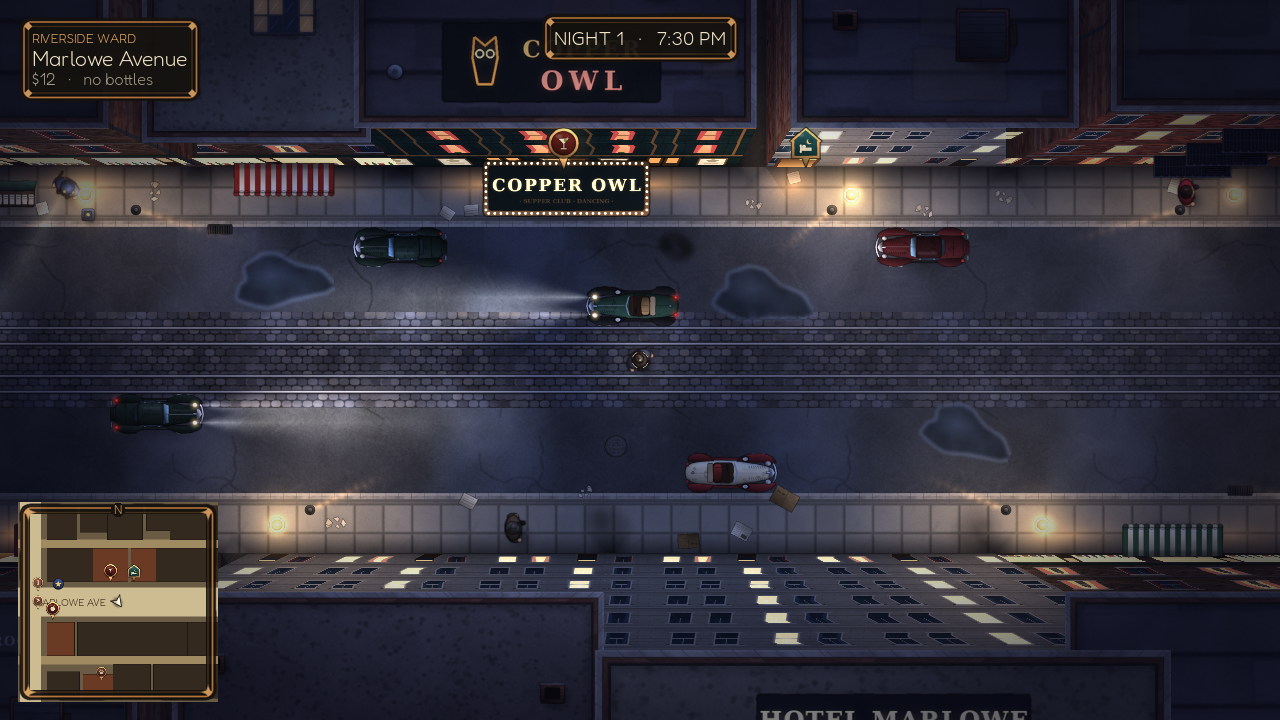 RIVERSIDE WARD
Marlowe Avenue
$12 · no bottles
NIGHT 1 · 7:30 PM
OWL
COPPER OWL
· SUPPER CLUB · DANCING ·
N
HOTEL MARLOWE